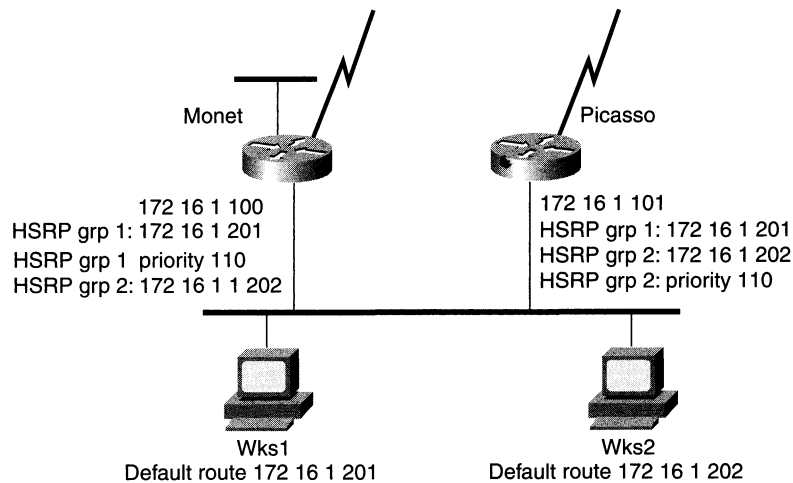 Monet
Picasso
172 16 1 100
HSRP grp 1: 172 16 1 201
HSRP grp 1 priority 110
HSRP grp 2: 172 16 1 1 202
172 16 1 101
HSRP grp 1: 172 16 1 201
HSRP grp 2: 172 16 1 202
HSRP grp 2: priority 110
Wks1
Default route 172 16 1 201
Wks2
Default route 172 16 1 202